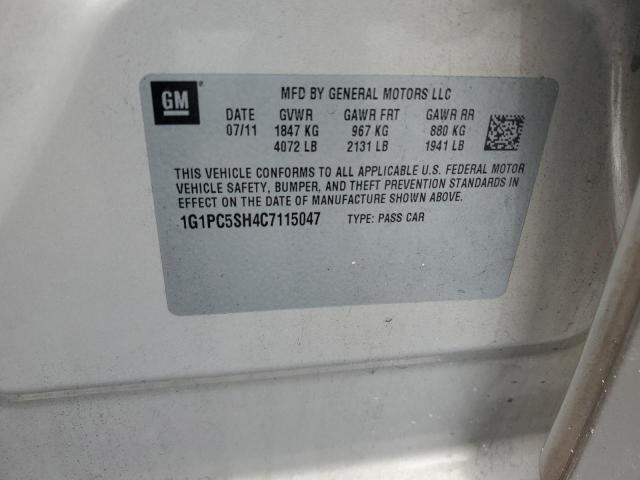 GM
MFD BY GENERAL MOTORS LLC
DATE GVWR GAWR FRT GAWR RR
07/11 1847 KG 967 KG 880 KG
4072 LB 2131 LB 1941 LB
THIS VEHICLE CONFORMS TO ALL APPLICABLE U.S. FEDERAL MOTOR
VEHICLE SAFETY, BUMPER, AND THEFT PREVENTION STANDARDS IN
EFFECT ON THE DATE OF MANUFACTURE SHOWN ABOVE.
1G1PC5SH4C7115047 TYPE: PASS CAR